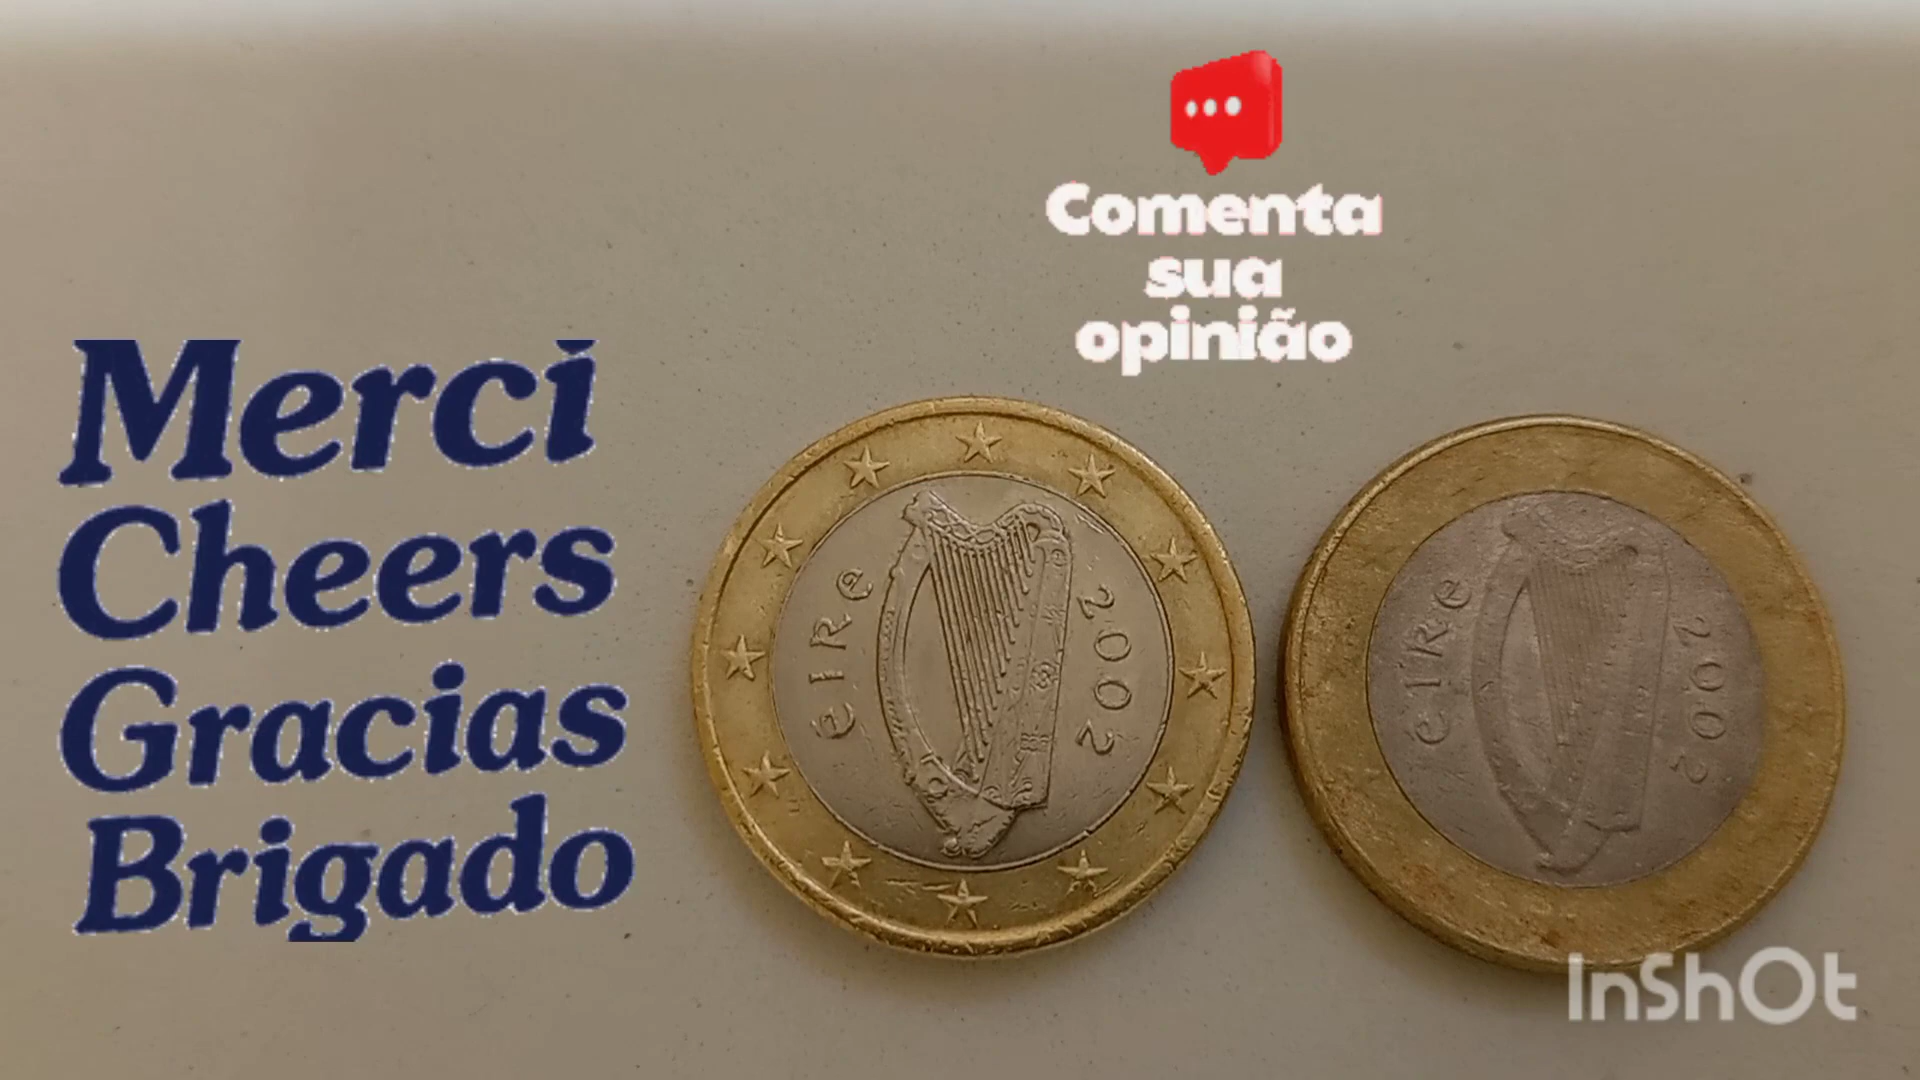 Comenta
sua
opinião
Merci
Cheers
Gracias
Brigado
éIRe
2002
éIRe
2002
InShOt